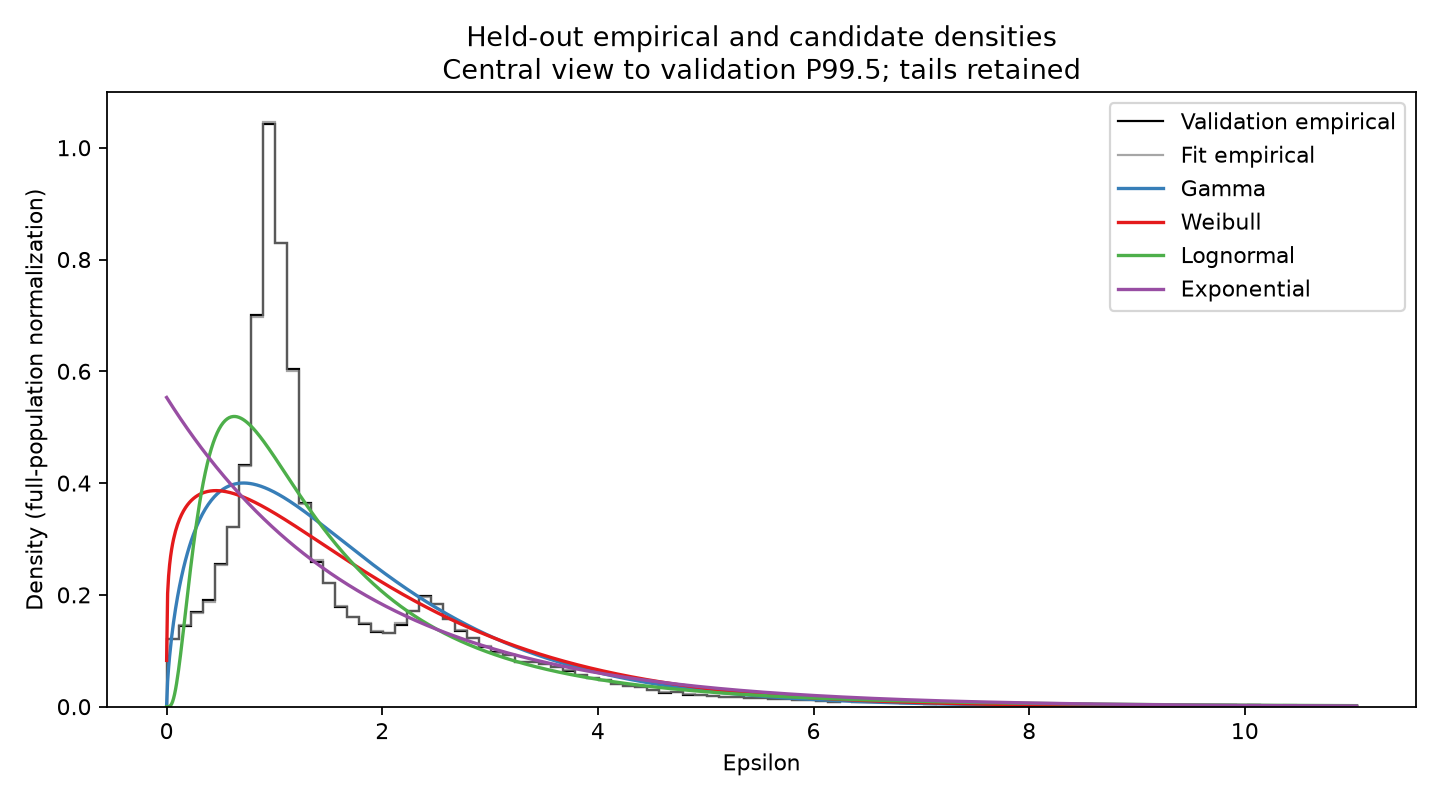 Held-out empirical and candidate densities
Central view to validation P99.5; tails retained
Density (full-population normalization)
1.0
0.8
0.6
0.4
0.2
0.0
0
2
4
6
8
10
Epsilon
Validation empirical
Fit empirical
Gamma
Weibull
Lognormal
Exponential